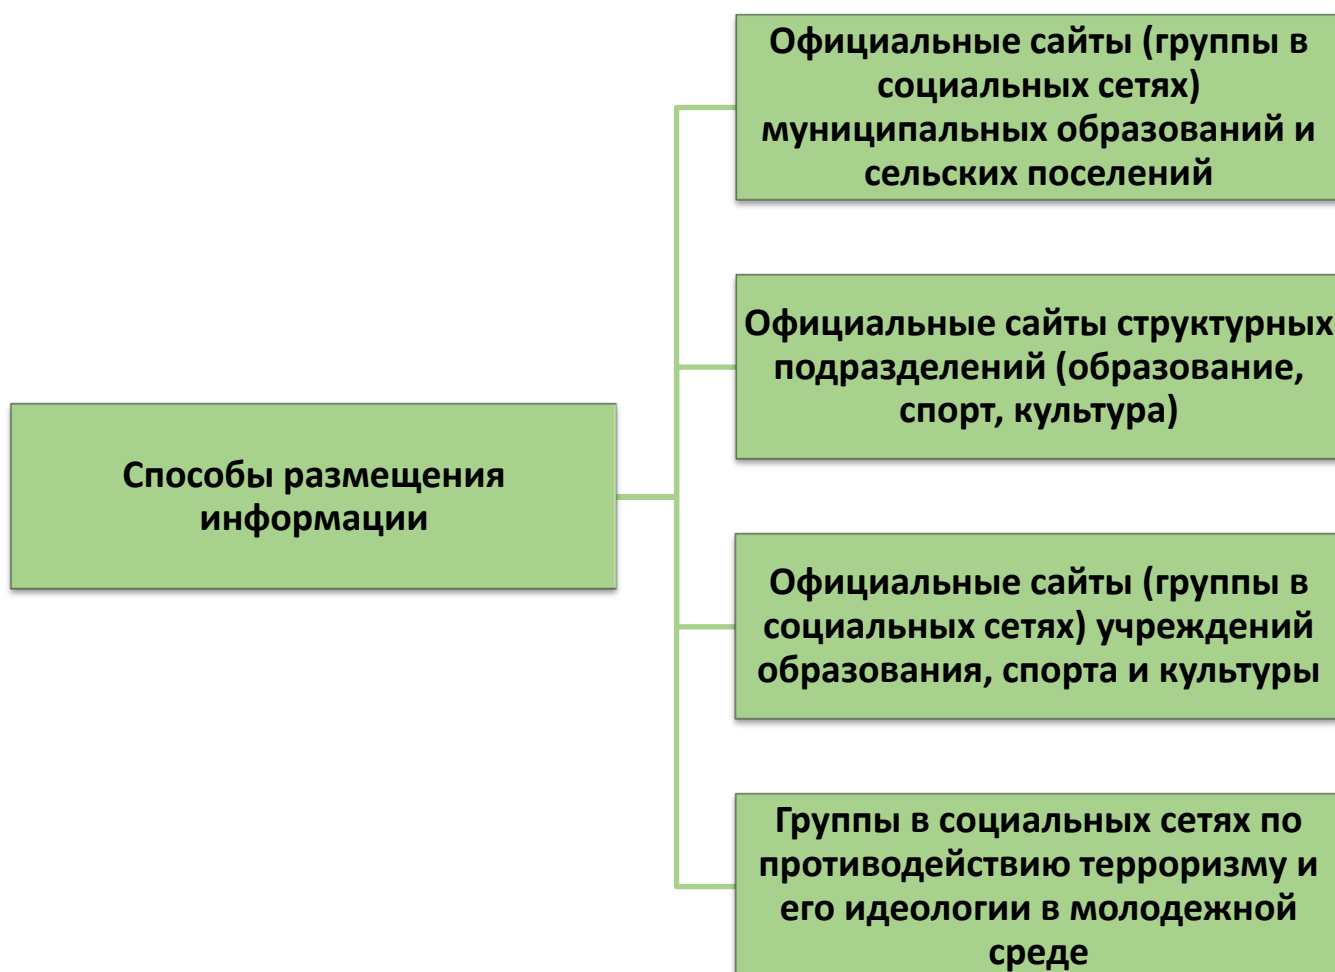 Способы размещения
информации
Официальные сайты (группы в
социальных сетях)
муниципальных образований и
сельских поселений
Официальные сайты структурных
подразделений (образование,
спорт, культура)
Официальные сайты (группы в
социальных сетях) учреждений
образования, спорта и культуры
Группы в социальных сетях по
противодействию терроризму и
его идеологии в молодежной
среде